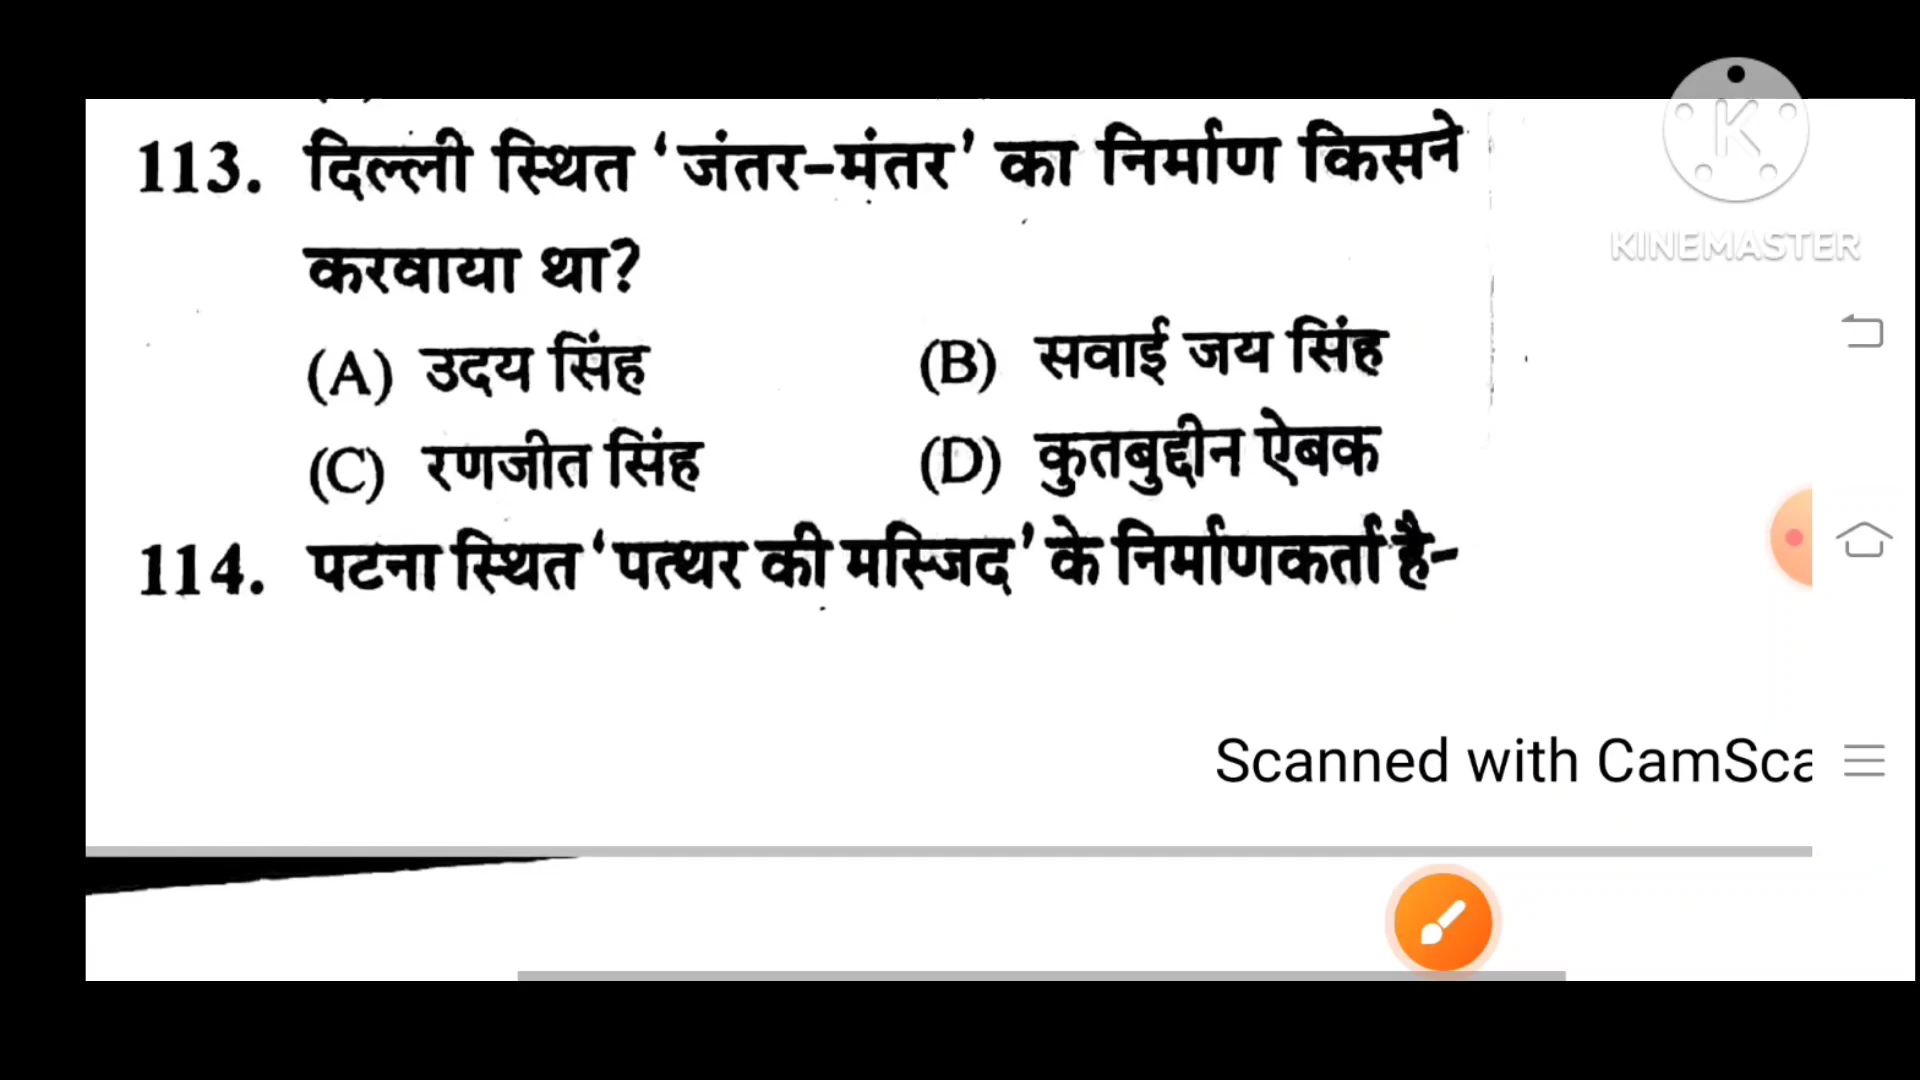 113. दिल्ली स्थित 'जंतर-मंतर' का निर्माण किसने
करवाया था?
(A) उदय सिंह (B) सवाई जय सिंह
(C) रणजीत सिंह (D) कुतबुद्दीन ऐबक
114. पटना स्थित 'पत्थर की मस्जिद' के निर्माणकर्ता है-
Scanned with CamSca
K
KINEMASTER